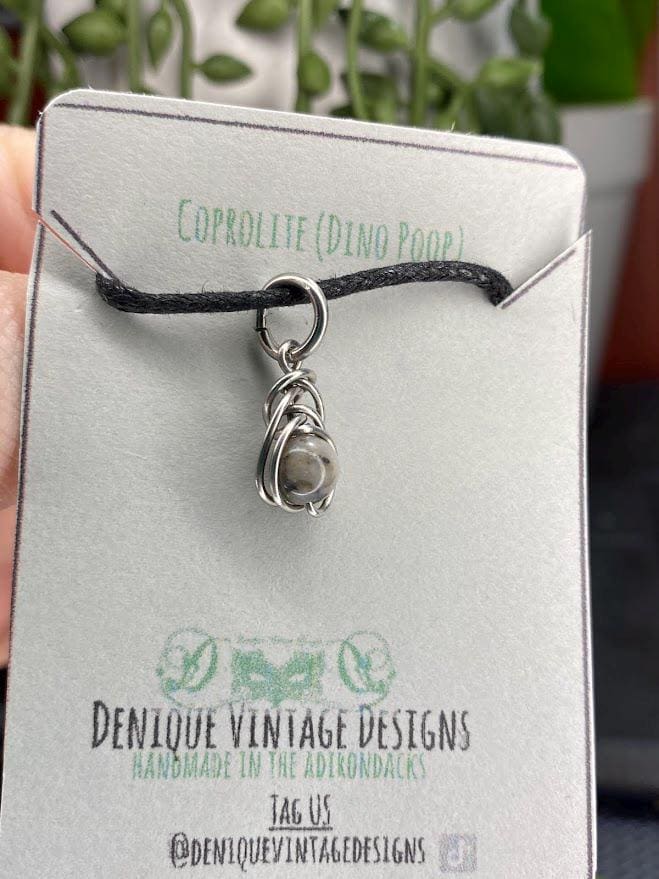 COPROLITE (DINO POOP)
DENIQUE VINTAGE DESIGNS
HANDMADE IN THE ADIRONDACKS
TAG US
@DENIQUEVINTAGEDESIGNS